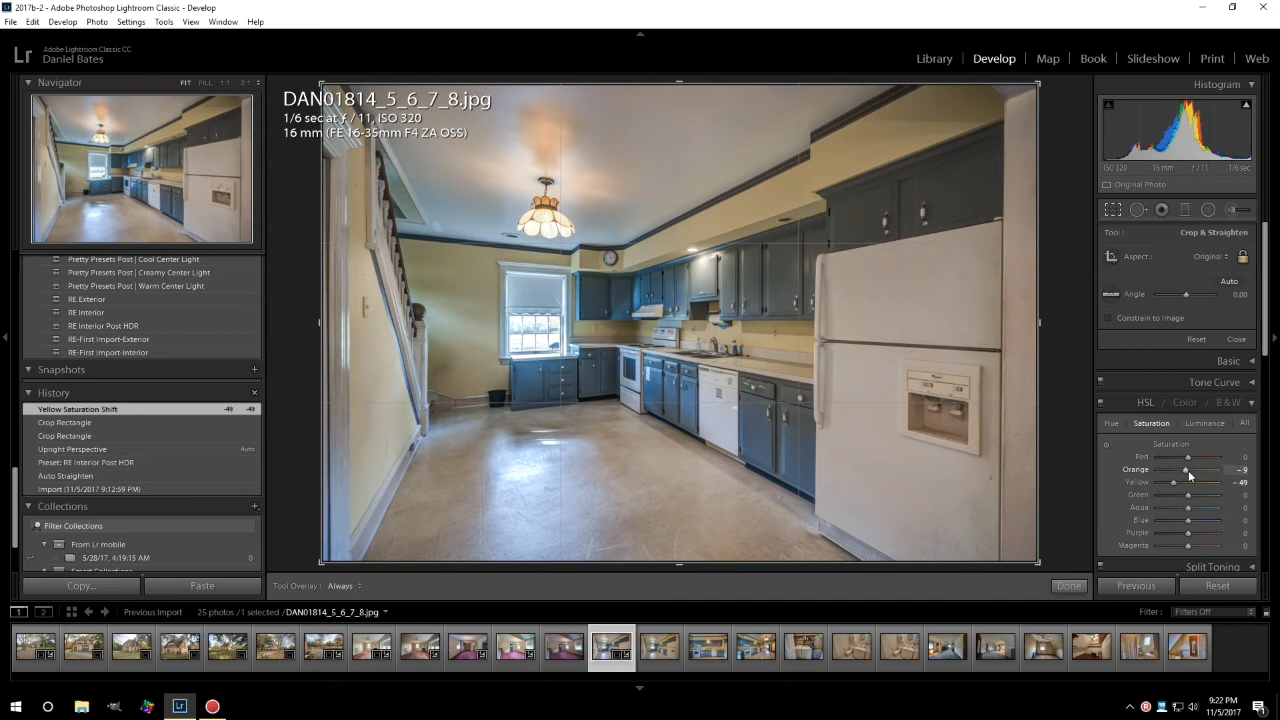 2017b-2 - Adobe Photoshop Lightroom Classic - Develop
File Edit Develop Photo Settings Tools View Window Help
Lr Adobe Lightroom Classic CC
Daniel Bates
Library | Develop | Map | Book | Slideshow | Print | Web
Navigator FIT FILL 1:1 2:1
Histogram
DAN01814_5_6_7_8.jpg
1/6 sec at ƒ / 11, ISO 320
16 mm (FE 16-35mm F4 ZA OSS)
ISO 320 16 mm ƒ / 11 1/6 sec
Original Photo
Tool : Crop & Straighten
Aspect : Original
Auto
Angle 0.00
Constrain to Image
Reset Close
Basic
Tone Curve
HSL / Color / B & W
Hue Saturation Luminance All
Saturation
Red 0
Orange - 9
Yellow - 49
Green 0
Aqua 0
Blue 0
Purple 0
Magenta 0
Split Toning
Previous Reset
Pretty Presets Post | Cool Center Light
Pretty Presets Post | Creamy Center Light
Pretty Presets Post | Warm Center Light
RE Exterior
RE Interior
RE Interior Post HDR
RE-First Import-Exterior
RE-First Import-Interior
Snapshots
History
Yellow Saturation Shift -49 -49
Crop Rectangle
Crop Rectangle
Upright Perspective Auto
Preset: RE Interior Post HDR
Auto Straighten
Import (11/5/2017 9:12:59 PM)
Collections
Filter Collections
From Lr mobile
5/28/17, 4:19:15 AM 0
Smart Collections
Copy... Paste
Tool Overlay : Always
Done
1 2 Previous Import 25 photos / 1 selected / DAN01814_5_6_7_8.jpg
Filter : Filters Off
Lr
9:22 PM
11/5/2017
1